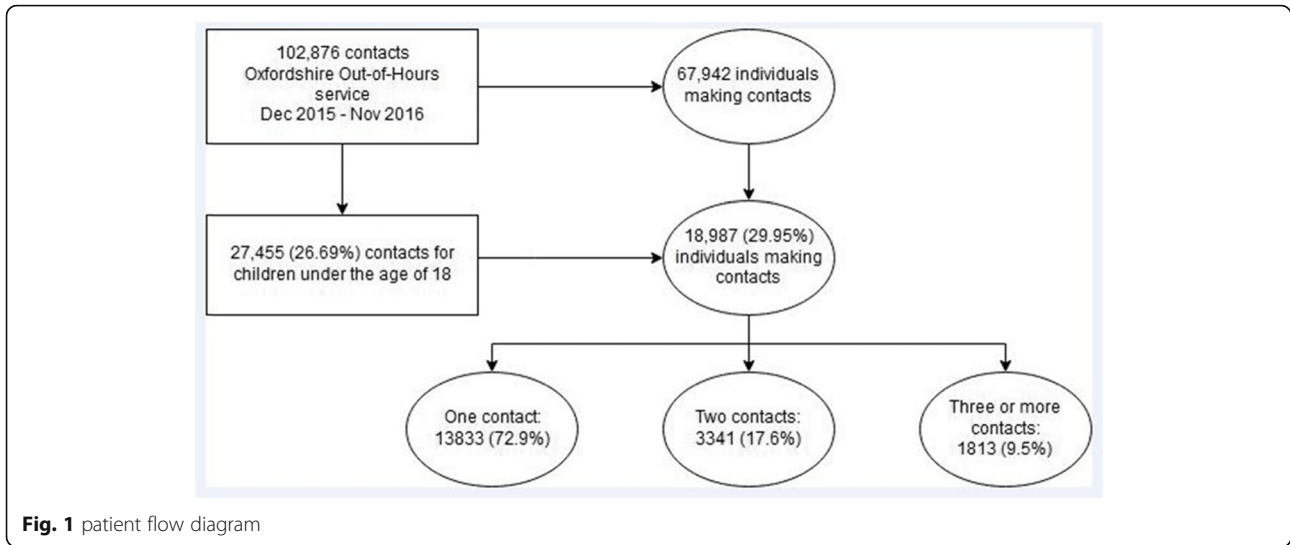 102,876 contacts
Oxfordshire Out-of-Hours
service
Dec 2015 - Nov 2016
67,942 individuals
making contacts
27,455 (26.69%) contacts for
children under the age of 18
18,987 (29.95%)
individuals making
contacts
One contact:
13833 (72.9%)
Two contacts:
3341 (17.6%)
Three or more
contacts:
1813 (9.5%)
Fig. 1 patient flow diagram